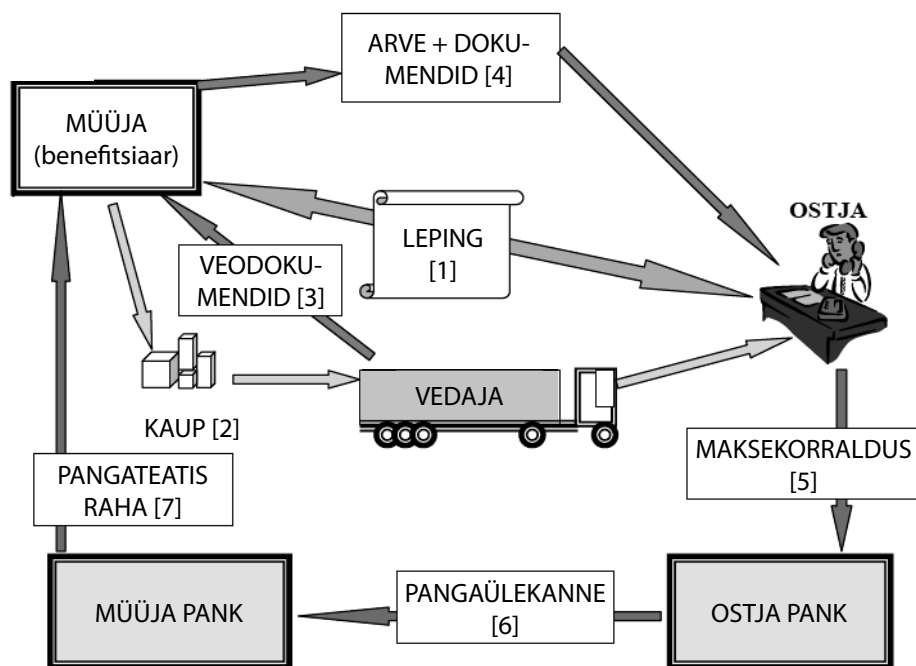 ARVE + DOKU-
MENDID [4]
MÜÜJA
(benefitsiaar)
OSTJA
LEPING
[1]
VEODOKU-
MENDID [3]
VEDAJA
KAUP [2]
MAKSEKORRALDUS
[5]
PANGATEATIS
RAHA [7]
MÜÜJA PANK
PANGAÜLEKANNE
[6]
OSTJA PANK